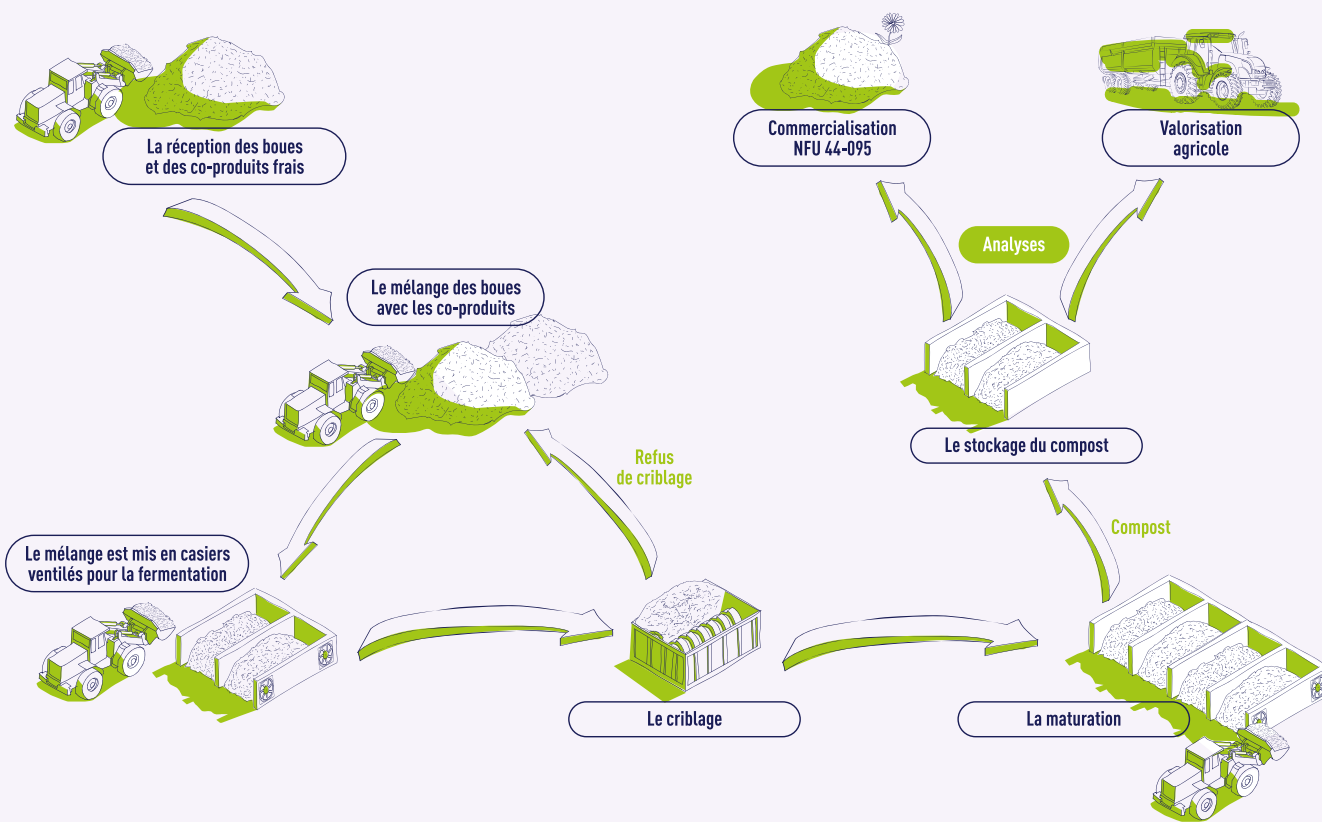 La réception des boues
et des co-produits frais
Le mélange des boues
avec les co-produits
Le mélange est mis en casiers
ventilés pour la fermentation
Refus
de criblage
Le criblage
La maturation
Compost
Le stockage du compost
Analyses
Commercialisation
NFU 44-095
Valorisation
agricole